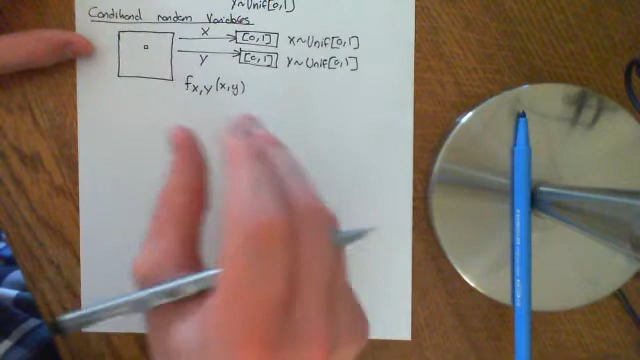 Y~Unif[0,1]
Conditional random Variables
X [0,1] X~Unif[0,1]
Y [0,1] Y~Unif[0,1]
fx,y(x,y)